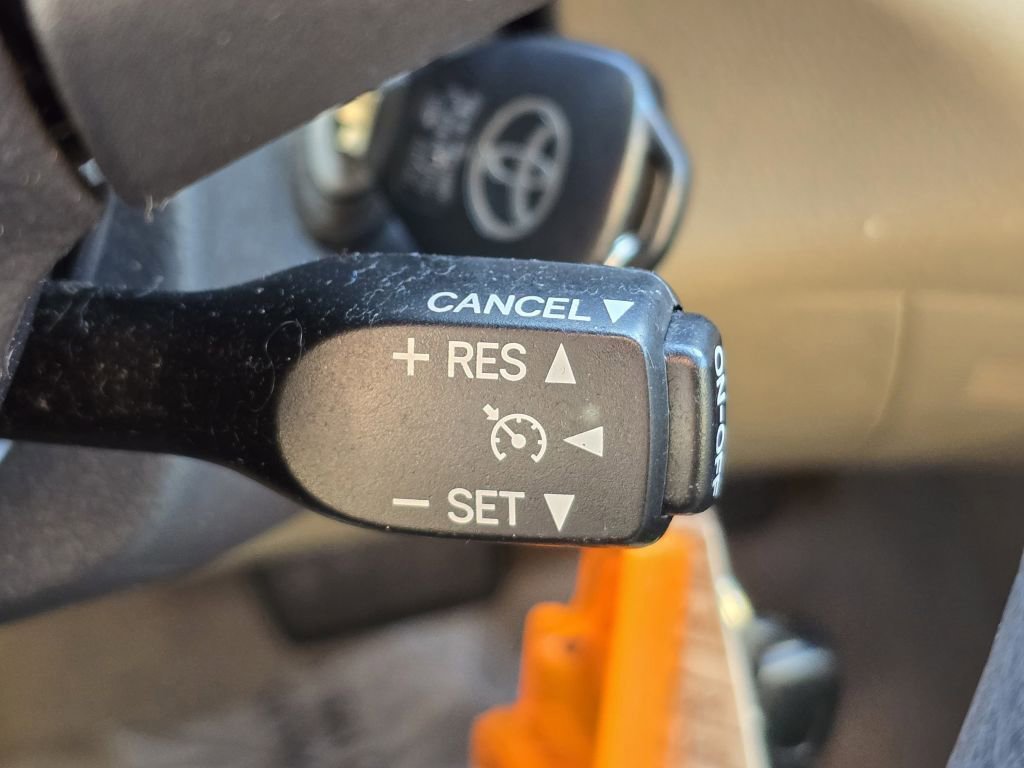 CANCEL ▼
+ RES ▲
◀
− SET ▼
ON-OFF